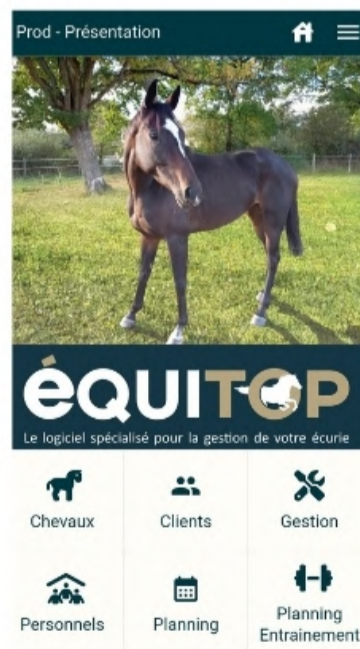 Prod - Présentation
éQUITOP
Le logiciel spécialisé pour la gestion de votre écurie
Chevaux
Clients
Gestion
Personnels
Planning
Planning
Entrainement